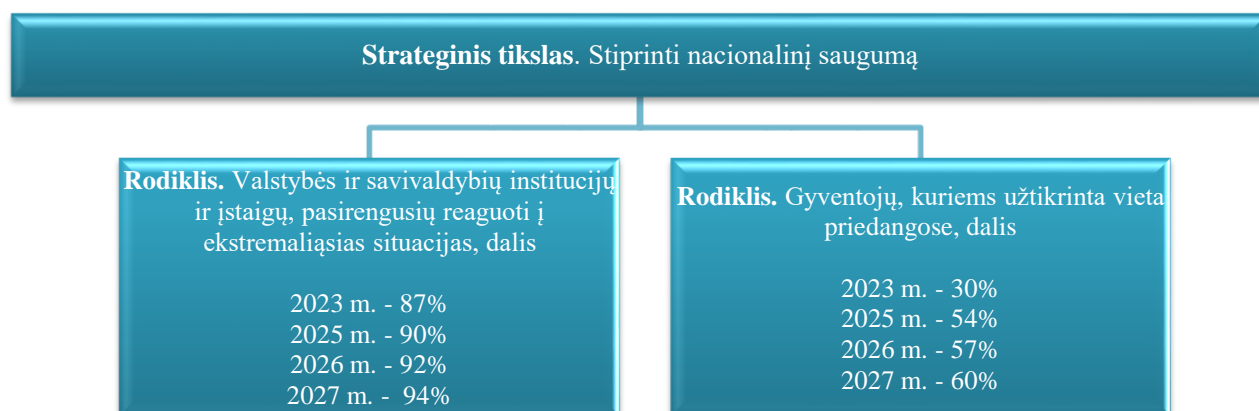 Strateginis tikslas. Stiprinti nacionalinį saugumą
Rodiklis. Valstybės ir savivaldybių institucijų
ir įstaigų, pasirengusių reaguoti į
ekstremaliąsias situacijas, dalis
2023 m. - 87%
2025 m. - 90%
2026 m. - 92%
2027 m. - 94%
Rodiklis. Gyventojų, kuriems užtikrinta vieta
priedangose, dalis
2023 m. - 30%
2025 m. - 54%
2026 m. - 57%
2027 m. - 60%